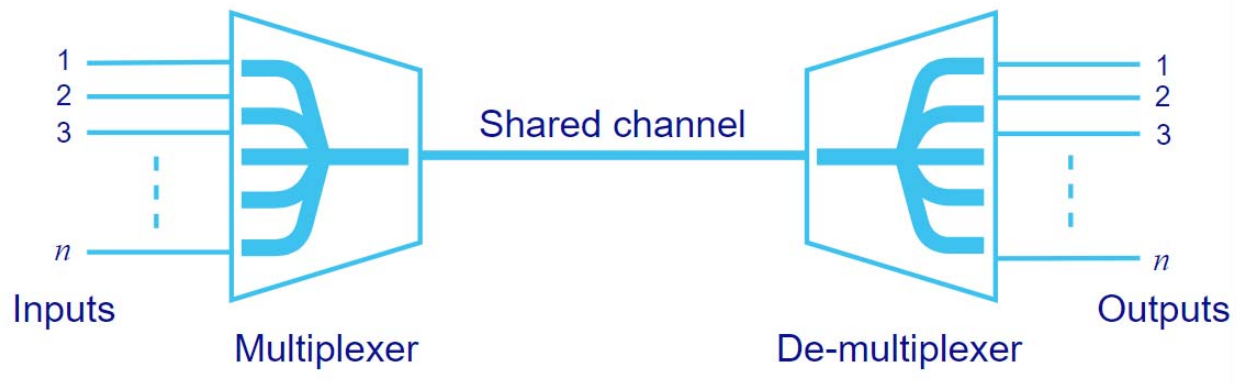 1
2
3
n
Inputs
Multiplexer
Shared channel
1
2
3
n
Outputs
De-multiplexer